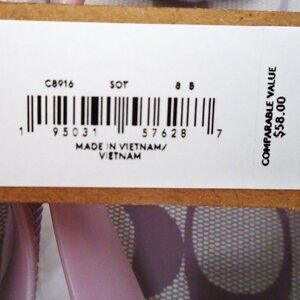 C8916 SOT 8 B
1 95031 57628 7
MADE IN VIETNAM/
VIETNAM
COMPARABLE VALUE
$58.00